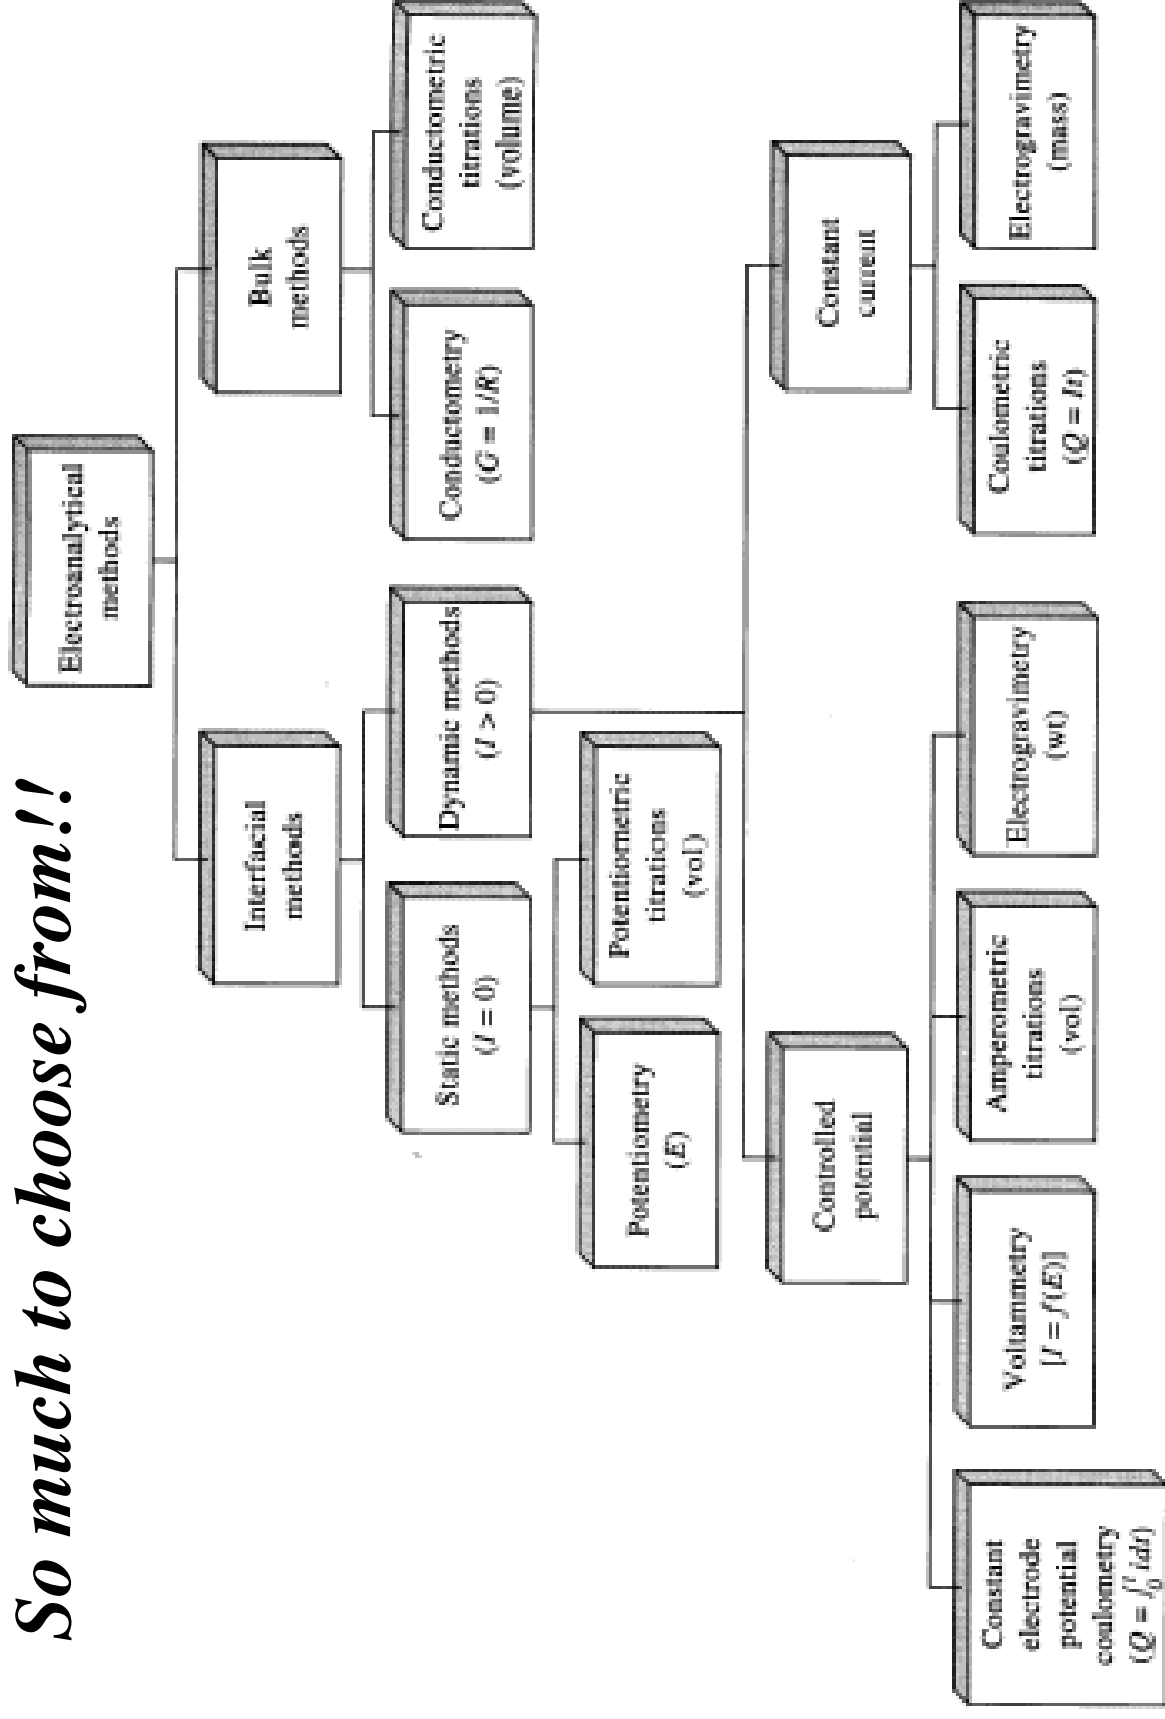 So much to choose from!!
Electroanalytical
methods
Interfacial
methods
Bulk
methods
Static methods
(I = 0)
Dynamic methods
(I > 0)
Conductometry
(G = 1/R)
Conductometric
titrations
(volume)
Potentiometry
(E)
Potentiometric
titrations
(vol)
Controlled
potential
Constant
current
Constant
electrode
potential
coulometry
(Q = ∫₀ᵗ idt)
Voltammetry
[I = f(E)]
Amperometric
titrations
(vol)
Electrogravimetry
(wt)
Coulometric
titrations
(Q = It)
Electrogravimetry
(mass)